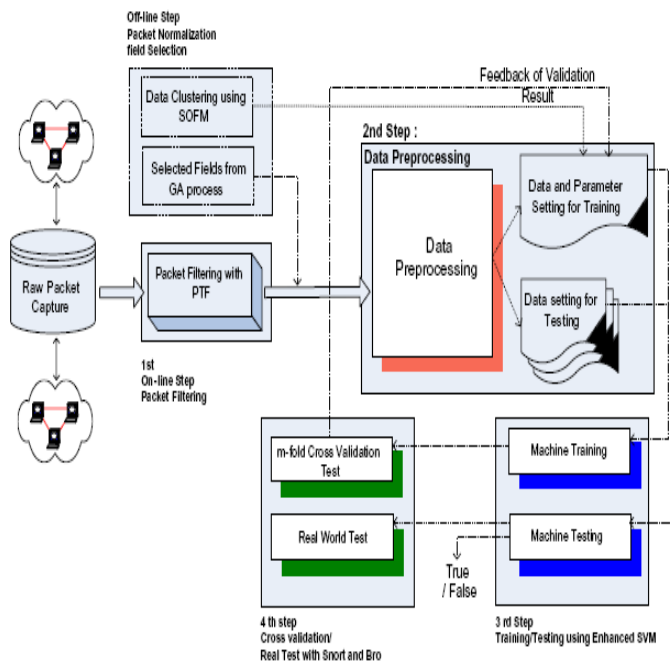 Off-line Step
Packet Normalization
field Selection
Data Clustering using
SOFM
Selected Fields from
GA process
Feedback of Validation
Result
2nd Step :
Data Preprocessing
Data
Preprocessing
Data and Parameter
Setting for Training
Data setting for
Testing
Raw Packet
Capture
Packet Filtering with
PTF
1st
On-line Step
Packet Filtering
m-fold Cross Validation
Test
Real World Test
Machine Training
Machine Testing
True
/ False
4 th step
Cross validation/
Real Test with Snort and Bro
3 rd Step
Training/Testing using Enhanced SVM